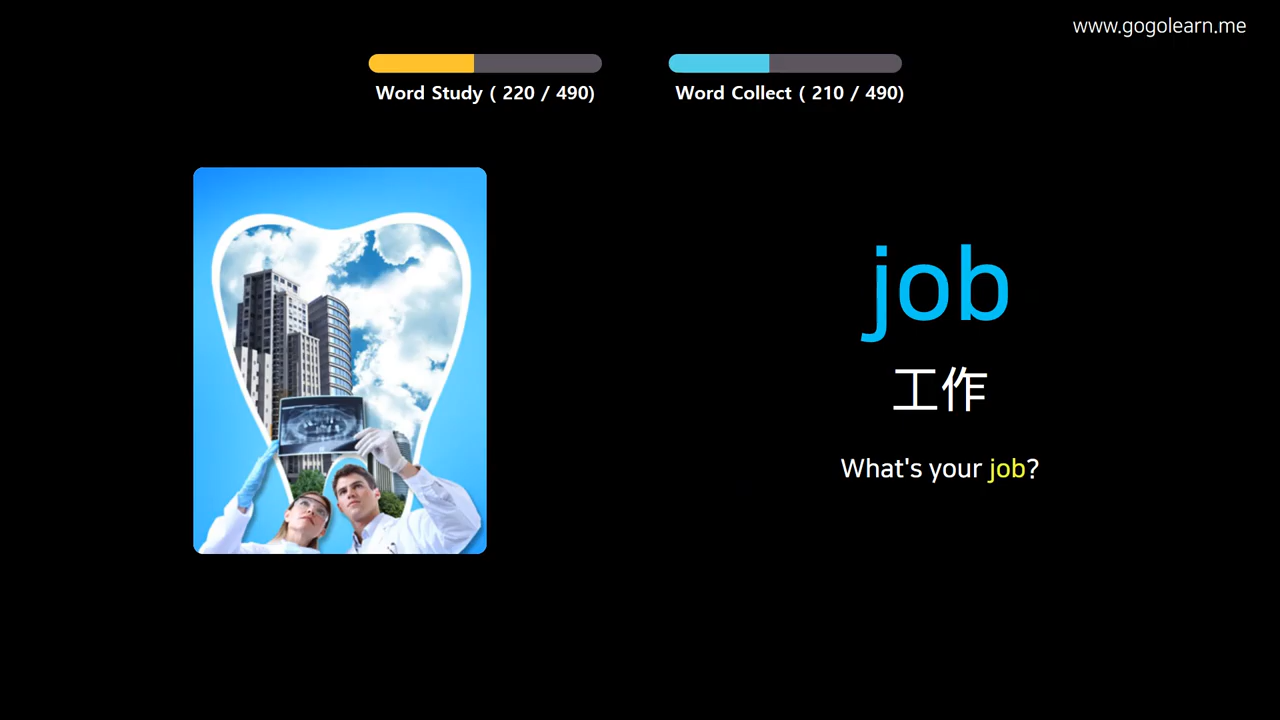 www.gogolearn.me
Word Study ( 220 / 490)
Word Collect ( 210 / 490)
job
工作
What's your job?